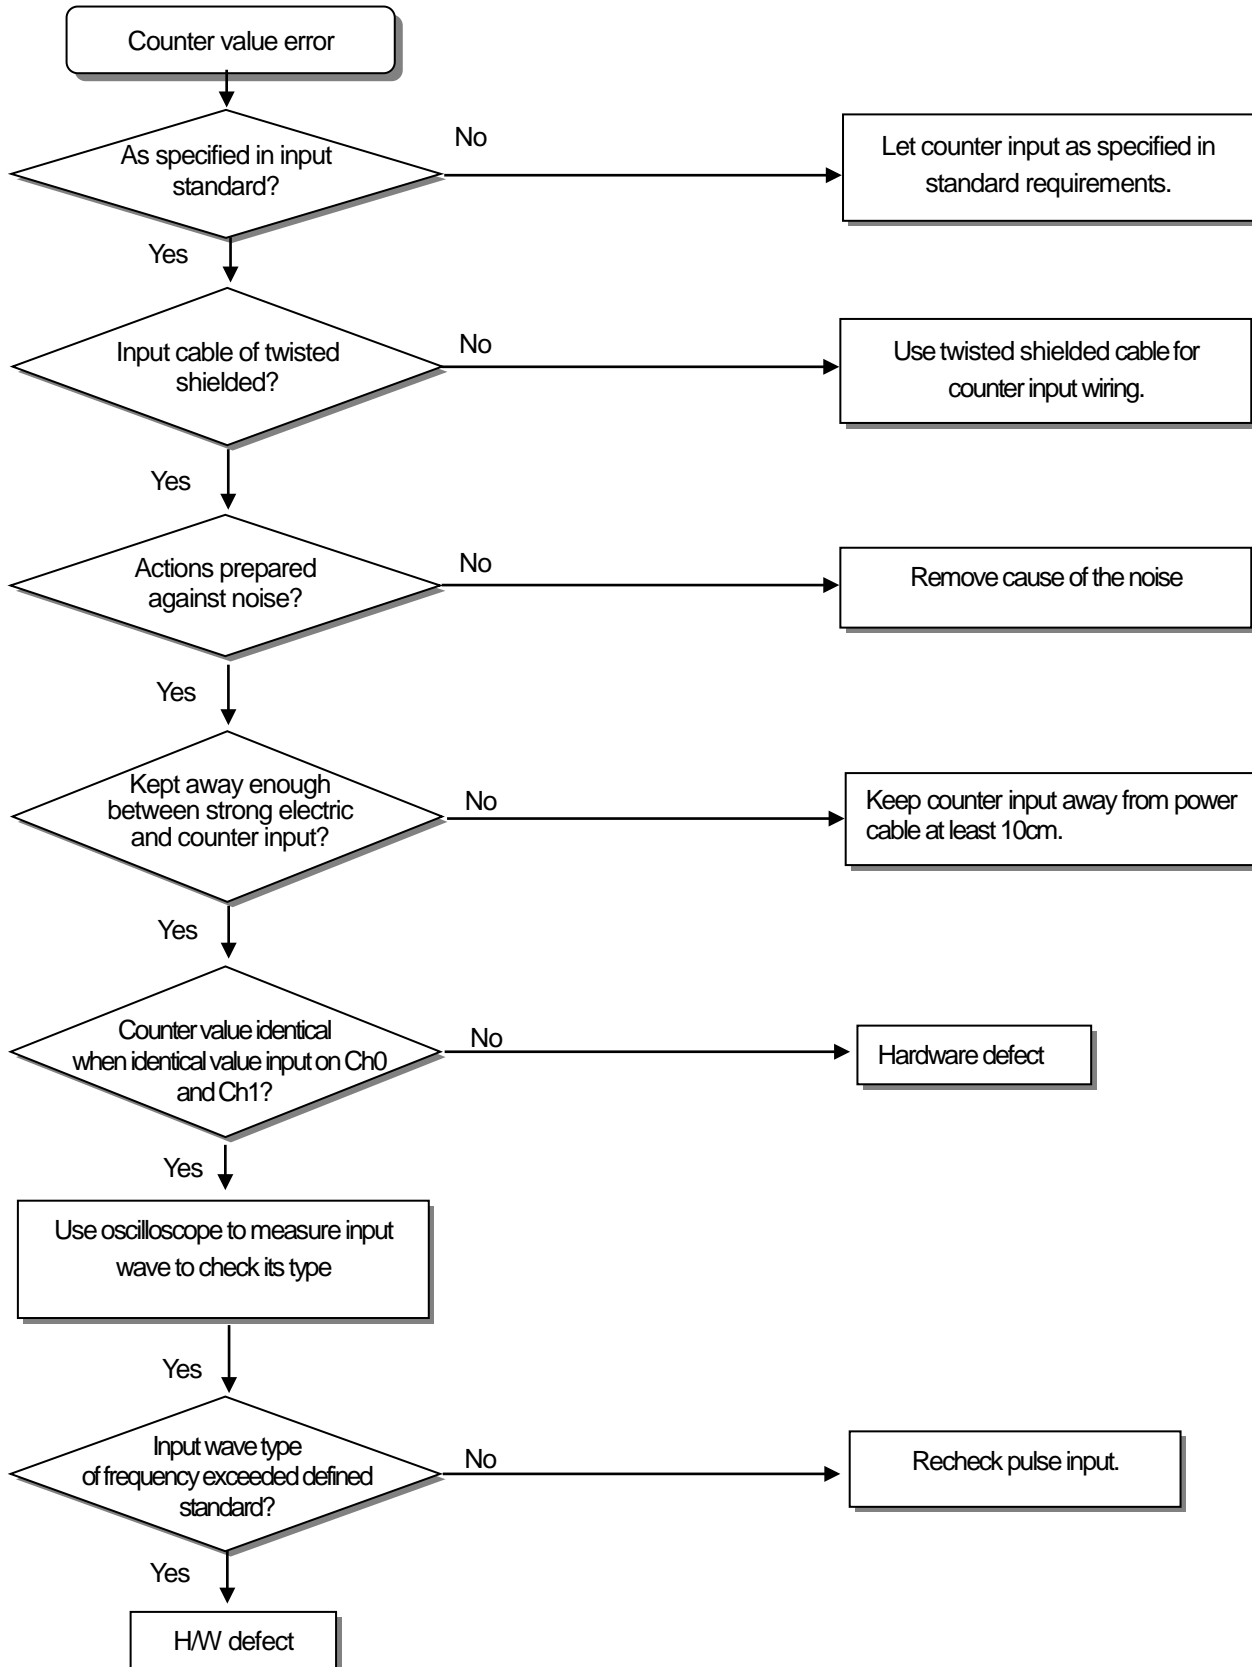 Counter value error
As specified in input
standard?
No
Let counter input as specified in
standard requirements.
Yes
Input cable of twisted
shielded?
No
Use twisted shielded cable for
counter input wiring.
Yes
Actions prepared
against noise?
No
Remove cause of the noise
Yes
Kept away enough
between strong electric
and counter input?
No
Keep counter input away from power
cable at least 10cm.
Yes
Counter value identical
when identical value input on Ch0
and Ch1?
No
Hardware defect
Yes
Use oscilloscope to measure input
wave to check its type
Yes
Input wave type
of frequency exceeded defined
standard?
No
Recheck pulse input.
Yes
H/W defect